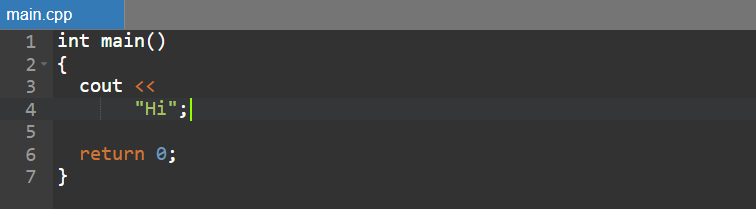 main.cpp
1 int main()
2 {
3 cout <<
4 "Hi";
5
6 return 0;
7 }